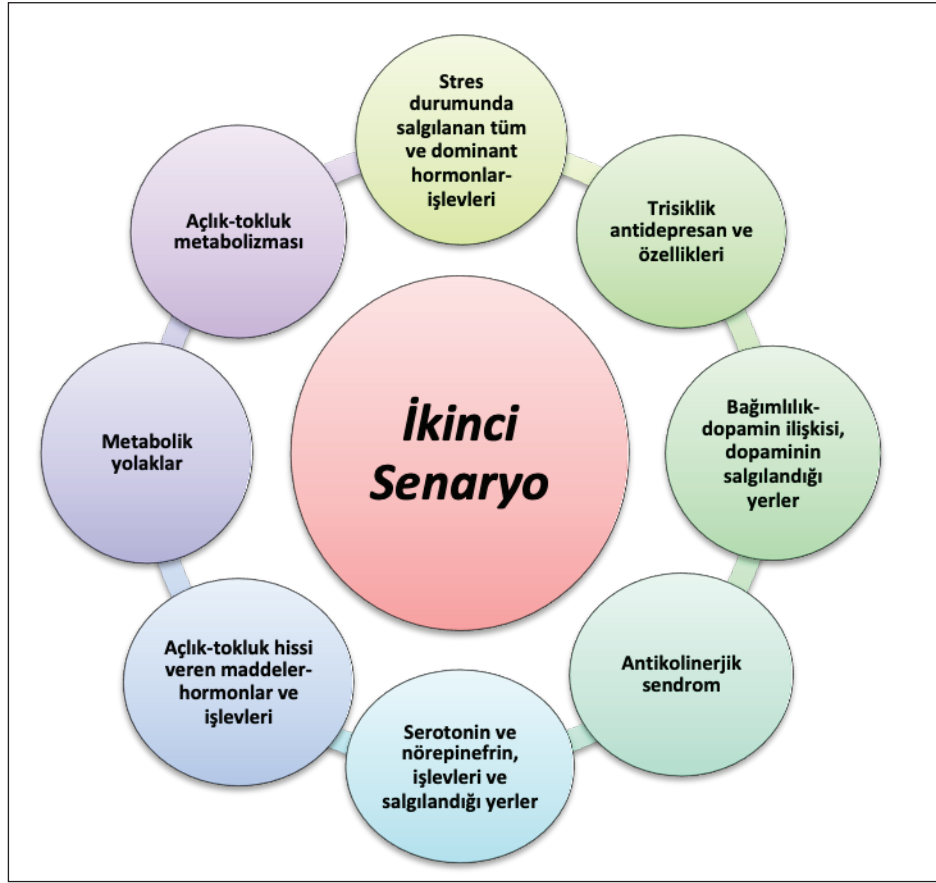 Stres
durumunda
salgılanan tüm
ve dominant
hormonlar-
işlevleri
Trisiklik
antidepresan ve
özellikleri
Bağımlılık-
dopamin ilişkisi,
dopaminin
salgılandığı
yerler
Antikolinerjik
sendrom
Serotonin ve
nörepinefrin,
işlevleri ve
salgılandığı yerler
Açlık-tokluk hissi
veren maddeler-
hormonlar ve
işlevleri
Metabolik
yolaklar
Açlık-tokluk
metabolizması
İkinci
Senaryo